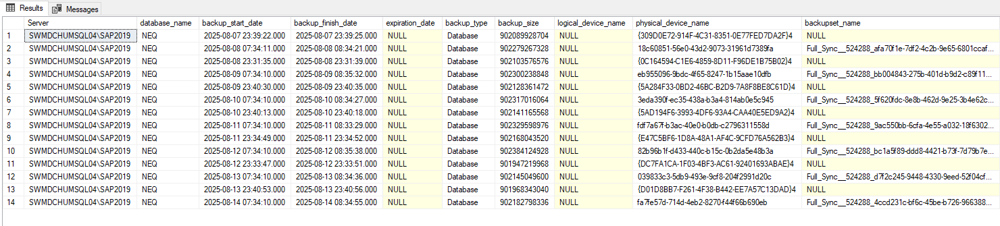 Results Messages
Server database_name backup_start_date backup_finish_date expiration_date backup_type backup_size logical_device_name physical_device_name backupset_name
1 SWMDCHUMSQL04\SAP2019 NEQ 2025-08-07 23:39:22.000 2025-08-07 23:39:25.000 NULL Database 902089928704 NULL {309D0E72-914F-4C31-8351-0E77FED7DA2F}4 NULL
2 SWMDCHUMSQL04\SAP2019 NEQ 2025-08-08 07:34:11.000 2025-08-08 08:34:21.000 NULL Database 902279267328 NULL 18c60851-56e0-43d2-9073-31961d7389fa Full_Sync__524288_afa70f1e-7df2-4c2b-9e65-6801ccaf...
3 SWMDCHUMSQL04\SAP2019 NEQ 2025-08-08 23:31:35.000 2025-08-08 23:31:39.000 NULL Database 902103576576 NULL {0C164594-C1E6-4859-8D11-F96DE1B75B02}4 NULL
4 SWMDCHUMSQL04\SAP2019 NEQ 2025-08-09 07:34:10.000 2025-08-09 08:35:32.000 NULL Database 902300238848 NULL eb955096-9bdc-4f65-8247-1b15aae10dfb Full_Sync__524288_bb004843-275b-401d-b9d2-c89f11...
5 SWMDCHUMSQL04\SAP2019 NEQ 2025-08-09 23:40:30.000 2025-08-09 23:40:35.000 NULL Database 902128361472 NULL {5A284F33-0BD2-46BC-B2D9-7A8F8BE8C61D}4 NULL
6 SWMDCHUMSQL04\SAP2019 NEQ 2025-08-10 07:34:10.000 2025-08-10 08:34:27.000 NULL Database 902317016064 NULL 3eda390f-ec35-438a-b3a4-814ab0e5c945 Full_Sync__524288_5f620fdc-8e8b-462d-9e25-3b4e62c...
7 SWMDCHUMSQL04\SAP2019 NEQ 2025-08-10 23:40:13.000 2025-08-10 23:40:18.000 NULL Database 902141165568 NULL {5AD194F6-3993-4DF6-93A4-CAA40E5ED9A2}4 NULL
8 SWMDCHUMSQL04\SAP2019 NEQ 2025-08-11 07:34:10.000 2025-08-11 08:33:29.000 NULL Database 902329598976 NULL fdf7a67f-b3ac-40e0-b0db-c2796311558d Full_Sync__524288_9ac550bb-6cfa-4e55-a032-18f6302...
9 SWMDCHUMSQL04\SAP2019 NEQ 2025-08-11 23:34:49.000 2025-08-11 23:34:52.000 NULL Database 902168043520 NULL {E47C5BF6-1D8A-48A1-AF4C-9CFD76A562B3}4 NULL
10 SWMDCHUMSQL04\SAP2019 NEQ 2025-08-12 07:34:10.000 2025-08-12 08:35:38.000 NULL Database 902384124928 NULL 82b96b1f-d433-440c-b15c-0b2da5e48b3a Full_Sync__524288_bc1a5f89-ddd8-4421-b73f-7d79b7e...
11 SWMDCHUMSQL04\SAP2019 NEQ 2025-08-12 23:33:47.000 2025-08-12 23:33:51.000 NULL Database 901947219968 NULL {DC7FA1CA-1F03-4BF3-AC61-92401693ABAE}4 NULL
12 SWMDCHUMSQL04\SAP2019 NEQ 2025-08-13 07:34:10.000 2025-08-13 08:34:36.000 NULL Database 902145049600 NULL 039833c3-5db9-493e-9cf8-204f2991d20c Full_Sync__524288_d7f2c245-9448-4330-9eed-52f04cf...
13 SWMDCHUMSQL04\SAP2019 NEQ 2025-08-13 23:40:53.000 2025-08-13 23:40:56.000 NULL Database 901968343040 NULL {D01D8BB7-F261-4F38-B442-EE7A57C13DAD}4 NULL
14 SWMDCHUMSQL04\SAP2019 NEQ 2025-08-14 07:34:10.000 2025-08-14 08:34:55.000 NULL Database 902182798336 NULL fa7fe57d-714d-4eb2-8270-f44f66b690eb Full_Sync__524288_4ccd231c-bf6c-45be-b726-966388...